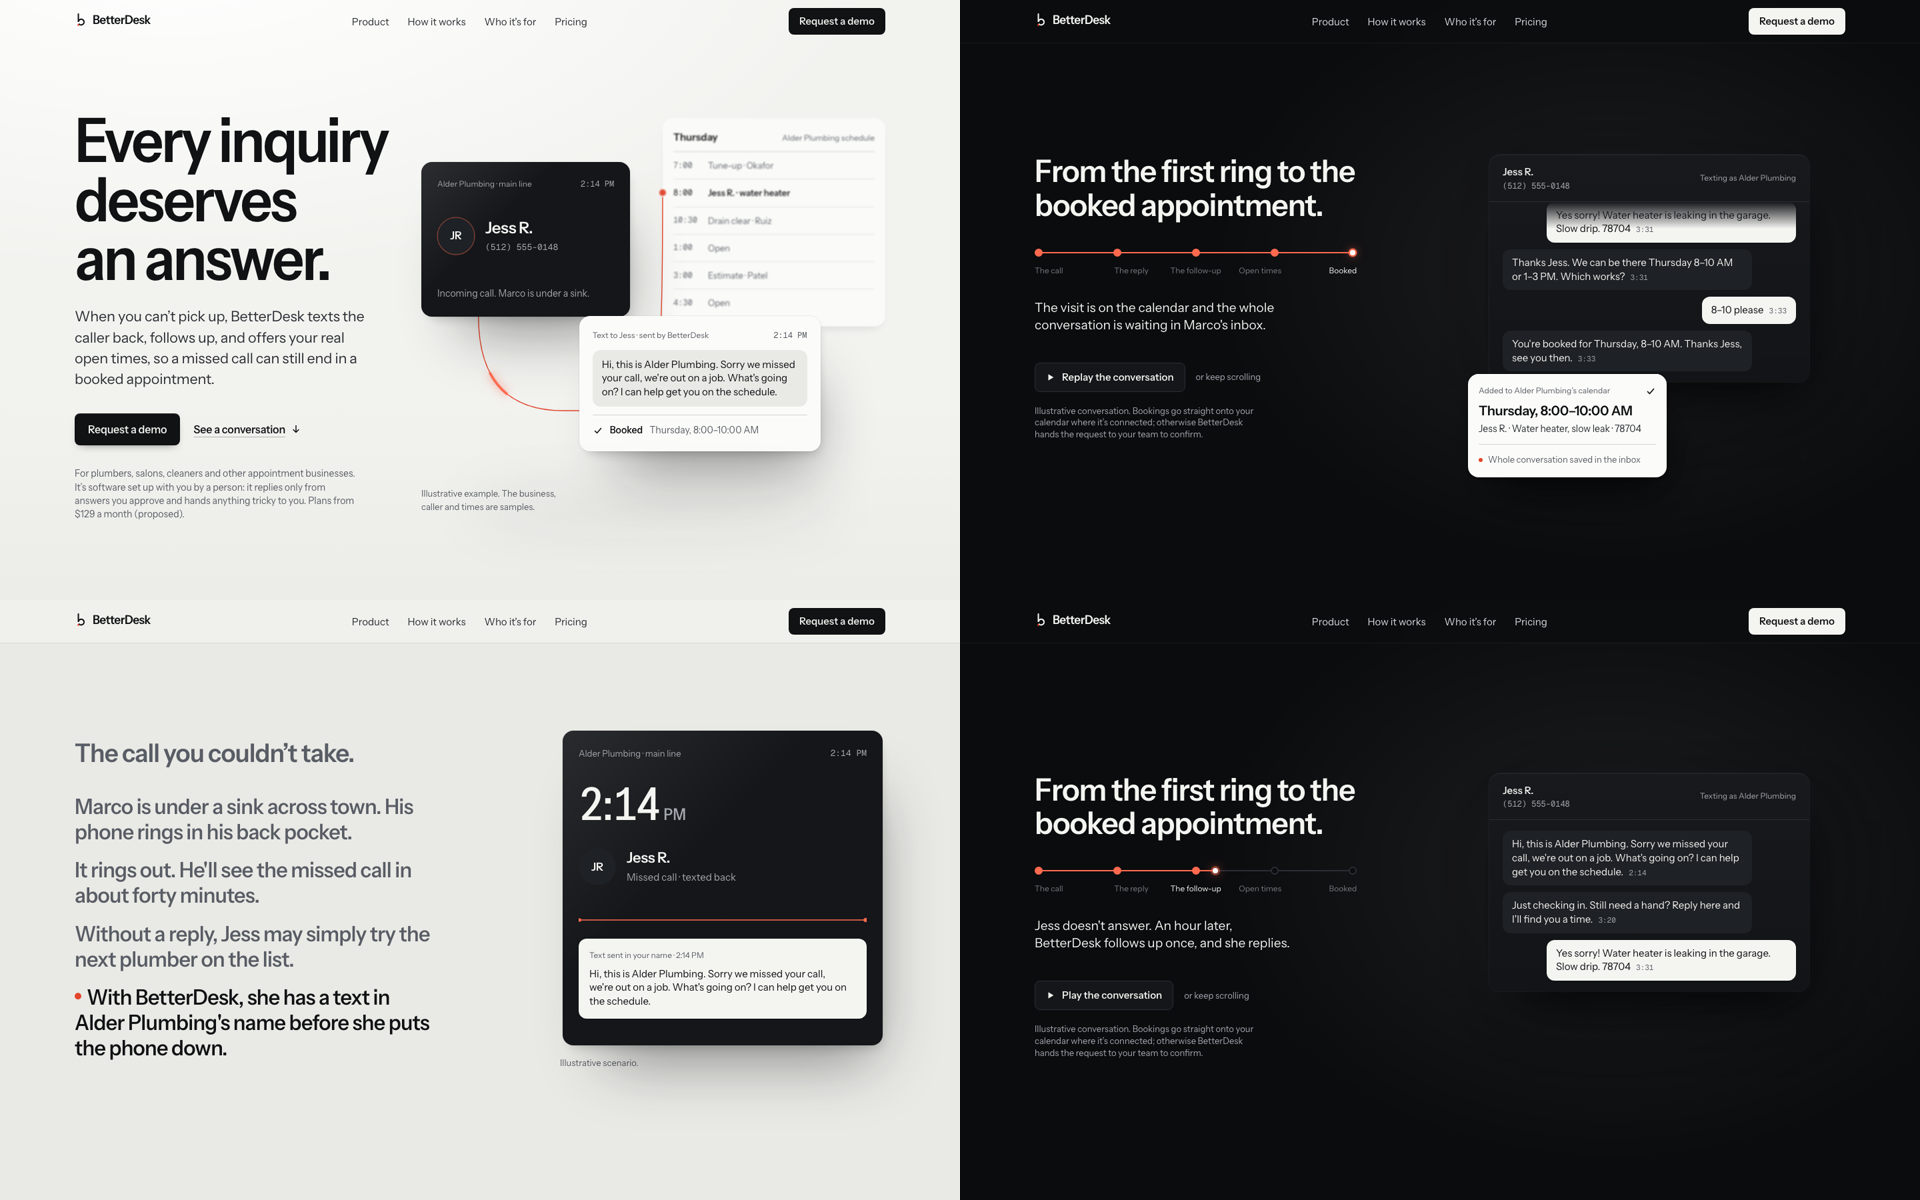 BetterDesk
Product How it works Who it's for Pricing
Request a demo
Every inquiry
deserves
an answer.
When you can't pick up, BetterDesk texts the
caller back, follows up, and offers your real
open times, so a missed call can still end in a
booked appointment.
Request a demo See a conversation ↓
For plumbers, salons, cleaners and other appointment businesses.
It's software set up with you by a person: it replies only from
answers you approve and hands anything tricky to you. Plans from
$129 a month (proposed).
Alder Plumbing · main line 2:14 PM
JR
Jess R.
(512) 555-0148
Incoming call. Marco is under a sink.
Thursday Alder Plumbing schedule
7:00 Tune-up · Okafor
8:00 Jess R. · water heater
10:30 Drain clear · Ruiz
1:00 Open
3:00 Estimate · Patel
4:30 Open
Text to Jess · sent by BetterDesk 2:14 PM
Hi, this is Alder Plumbing. Sorry we missed
your call, we're out on a job. What's going
on? I can help get you on the schedule.
Booked Thursday, 8:00–10:00 AM
Illustrative example. The business,
caller and times are samples.
BetterDesk
Product How it works Who it's for Pricing
Request a demo
From the first ring to the
booked appointment.
The call The reply The follow-up Open times Booked
The visit is on the calendar and the whole
conversation is waiting in Marco's inbox.
Replay the conversation or keep scrolling
Illustrative conversation. Bookings go straight onto your
calendar where it's connected; otherwise BetterDesk
hands the request to your team to confirm.
Jess R.
(512) 555-0148
Texting as Alder Plumbing
Yes sorry! Water heater is leaking in the garage.
Slow drip. 78704 3:31
Thanks Jess. We can be there Thursday 8–10 AM
or 1–3 PM. Which works? 3:31
8–10 please 3:33
You're booked for Thursday, 8–10 AM. Thanks Jess,
see you then. 3:33
Added to Alder Plumbing's calendar
Thursday, 8:00–10:00 AM
Jess R. · Water heater, slow leak · 78704
Whole conversation saved in the inbox
BetterDesk
Product How it works Who it's for Pricing
Request a demo
The call you couldn't take.
Marco is under a sink across town. His
phone rings in his back pocket.
It rings out. He'll see the missed call in
about forty minutes.
Without a reply, Jess may simply try the
next plumber on the list.
With BetterDesk, she has a text in
Alder Plumbing's name before she puts
the phone down.
Alder Plumbing · main line 2:14 PM
2:14 PM
JR
Jess R.
Missed call · texted back
Text sent in your name · 2:14 PM
Hi, this is Alder Plumbing. Sorry we missed your call,
we're out on a job. What's going on? I can help get you on
the schedule.
Illustrative scenario.
BetterDesk
Product How it works Who it's for Pricing
Request a demo
From the first ring to the
booked appointment.
The call The reply The follow-up Open times Booked
Jess doesn't answer. An hour later,
BetterDesk follows up once, and she replies.
Play the conversation or keep scrolling
Illustrative conversation. Bookings go straight onto your
calendar where it's connected; otherwise BetterDesk
hands the request to your team to confirm.
Jess R.
(512) 555-0148
Texting as Alder Plumbing
Hi, this is Alder Plumbing. Sorry we missed your
call, we're out on a job. What's going on? I can help
get you on the schedule. 2:14
Just checking in. Still need a hand? Reply here and
I'll find you a time. 3:20
Yes sorry! Water heater is leaking in the garage.
Slow drip. 78704 3:31